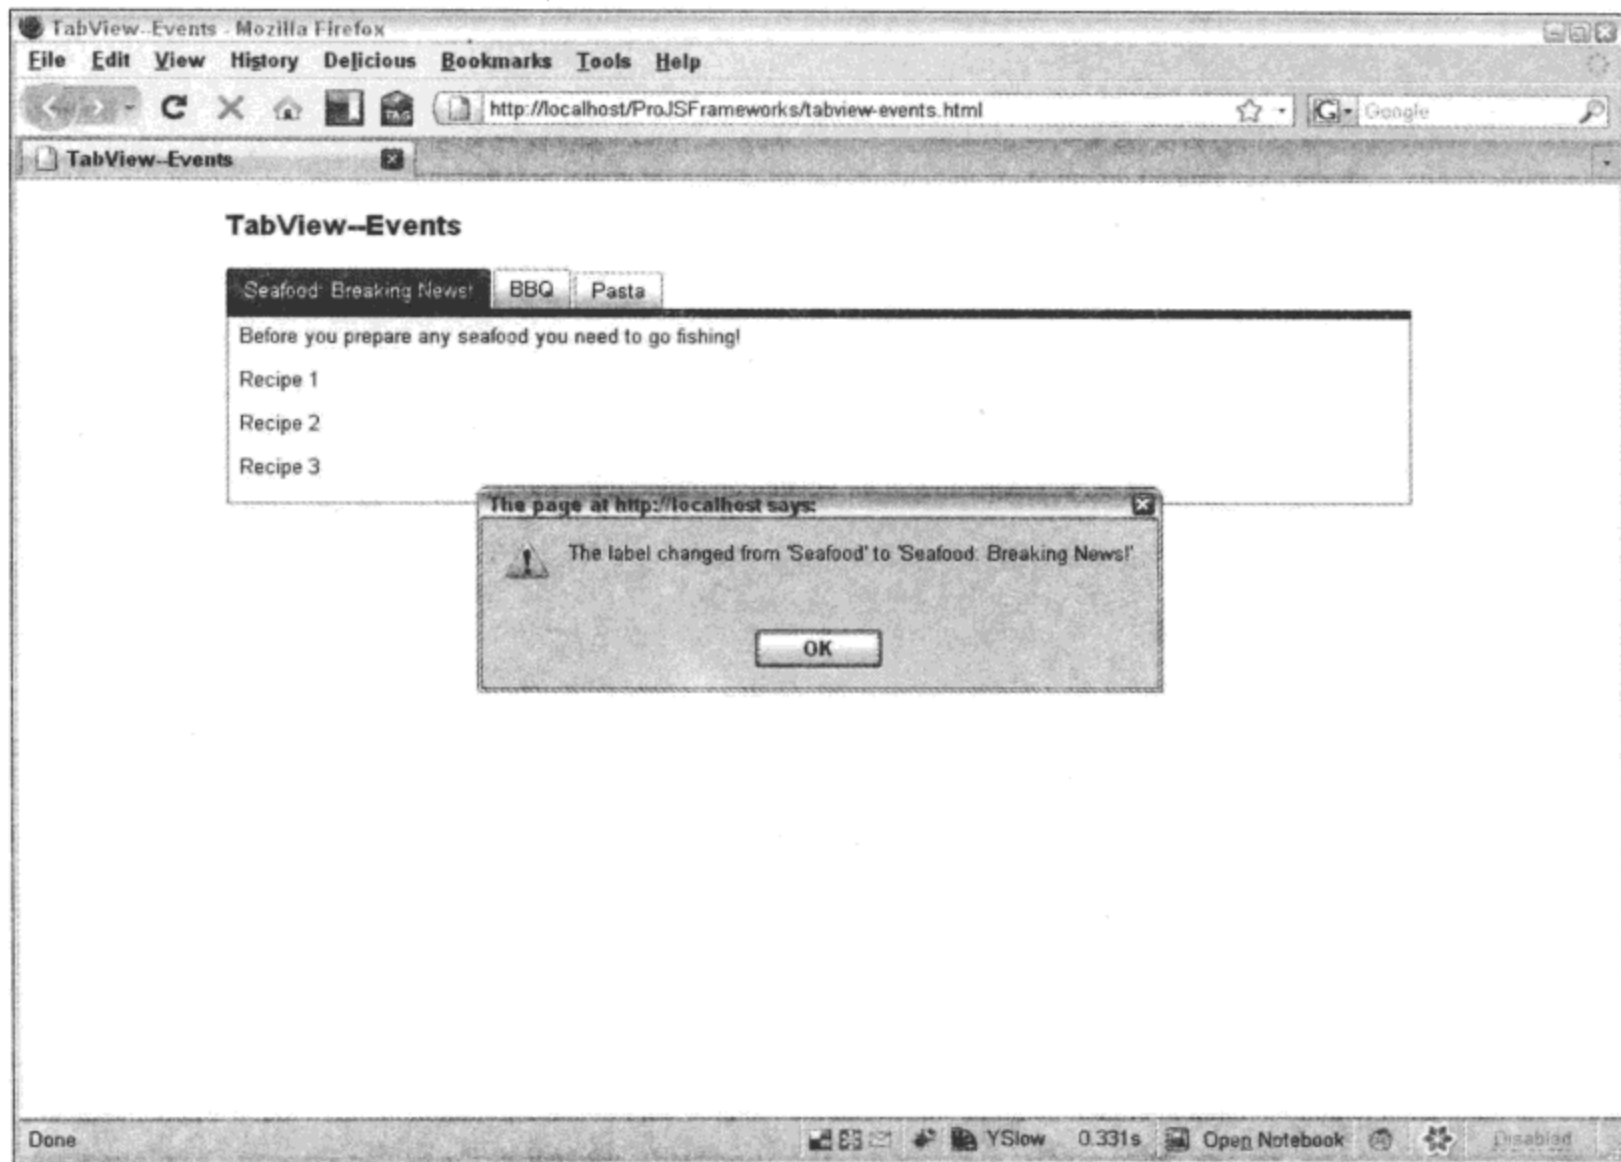 TabView--Events - Mozilla Firefox
File Edit View History Delicious Bookmarks Tools Help
TAG http://localhost/ProJSFrameworks/tabview-events.html G Google
TabView--Events
TabView--Events
Seafood: Breaking News! BBQ Pasta
Before you prepare any seafood you need to go fishing!
Recipe 1
Recipe 2
Recipe 3
The page at http://localhost says:
The label changed from 'Seafood' to 'Seafood: Breaking News!'.
OK
Done YSlow 0.331s Open Notebook Disabled